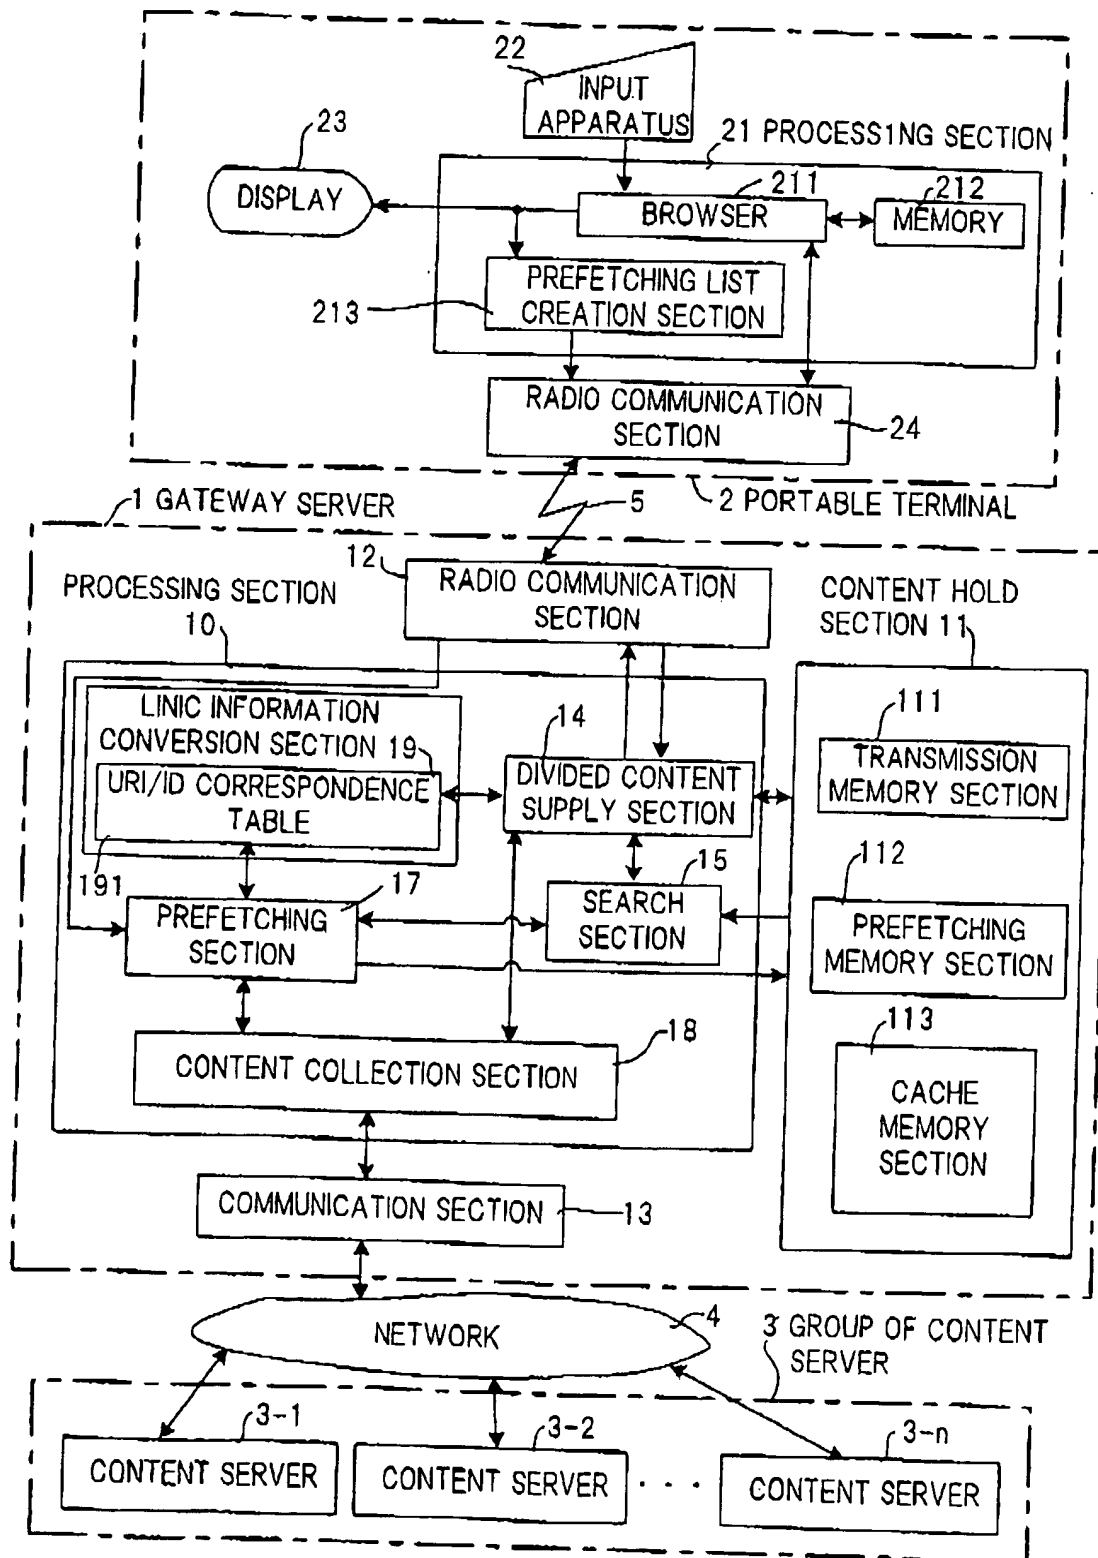 22
INPUT
APPARATUS
23
DISPLAY
21 PROCESS1NG SECTION
211
BROWSER
212
MEMORY
PREFETCHING LIST
CREATION SECTION
213
RADIO COMMUNICATION
SECTION
24
2 PORTABLE TERMINAL
1 GATEWAY SERVER
5
12
RADIO COMMUNICATION
SECTION
PROCESSING SECTION
10
CONTENT HOLD
SECTION 11
LINIC INFORMATION
CONVERSION SECTION 19
URI/ID CORRESPONDENCE
TABLE
191
14
DIVIDED CONTENT
SUPPLY SECTION
111
TRANSMISSION
MEMORY SECTION
15
SEARCH
SECTION
17
PREFETCHING
SECTION
112
PREFETCHING
MEMORY SECTION
18
CONTENT COLLECTION SECTION
113
CACHE
MEMORY
SECTION
COMMUNICATION SECTION
13
NETWORK
4
3 GROUP OF CONTENT
SERVER
3-1
CONTENT SERVER
3-2
CONTENT SERVER
. . . .
3-n
CONTENT SERVER